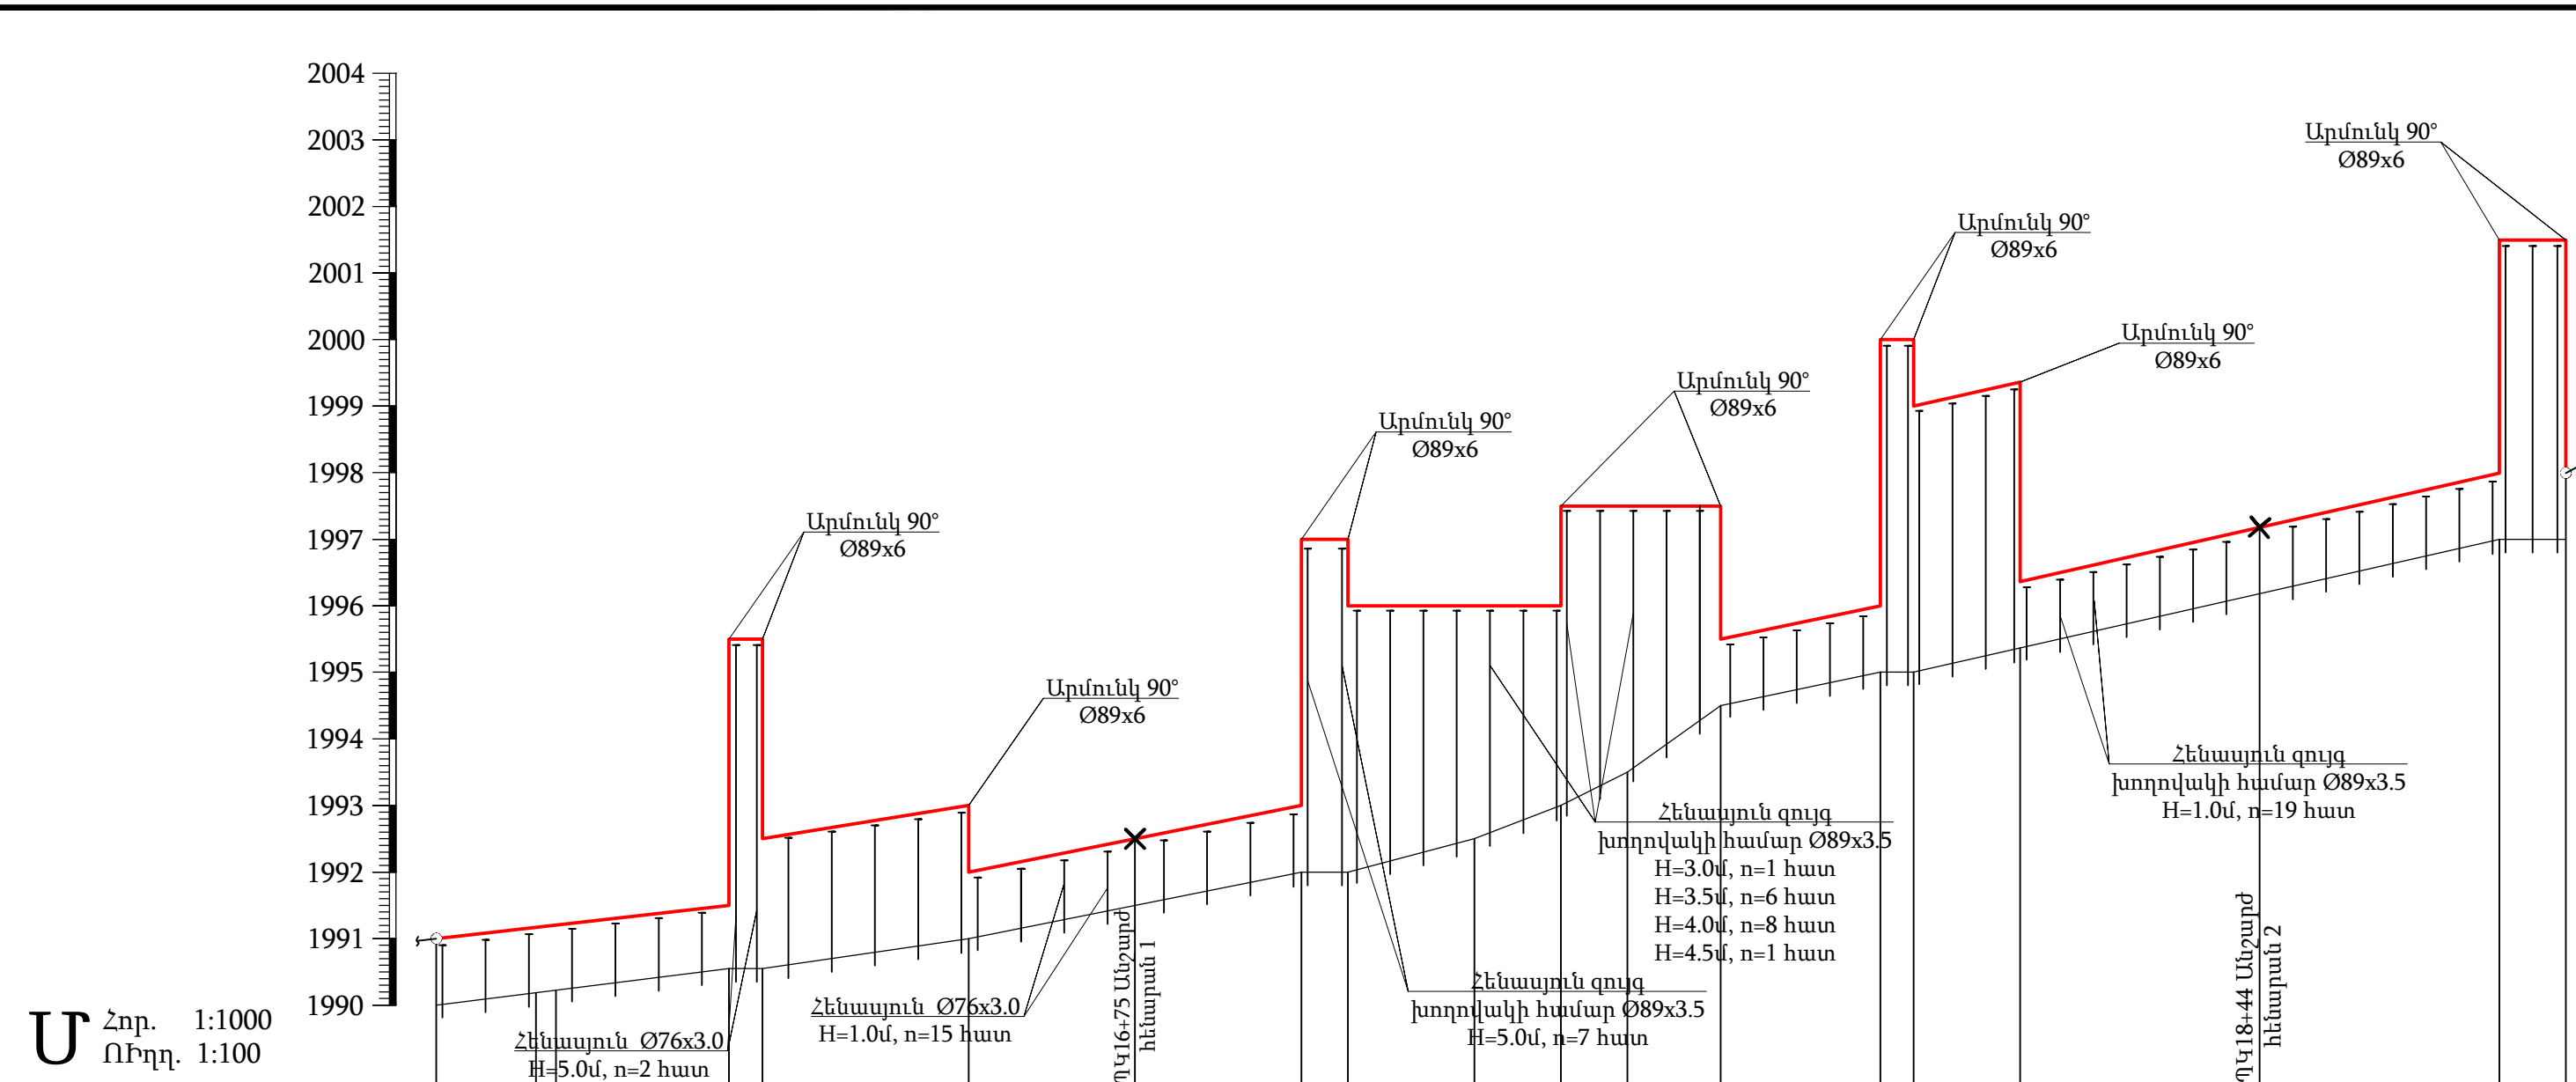 2004
2003
2002
2001
2000
1999
1998
1997
1996
1995
1994
1993
1992
1991
1990
Մ Հոր. 1:1000
ՈՒղղ. 1:100
Արմունկ 90°
Ø89x6
Արմունկ 90°
Ø89x6
Արմունկ 90°
Ø89x6
Արմունկ 90°
Ø89x6
Արմունկ 90°
Ø89x6
Արմունկ 90°
Ø89x6
Արմունկ 90°
Ø89x6
Հենասյուն Ø76x3.0
H=5.0մ, n=2 հատ
Հենասյուն Ø76x3.0
H=1.0մ, n=15 հատ
ՊԿ16+75 Անշարժ
հենարան 1
Հենասյուն զույգ
խողովակի համար Ø89x3.5
H=5.0մ, n=7 հատ
Հենասյուն զույգ
խողովակի համար Ø89x3.5
H=3.0մ, n=1 հատ
H=3.5մ, n=6 հատ
H=4.0մ, n=8 հատ
H=4.5մ, n=1 հատ
Հենասյուն զույգ
խողովակի համար Ø89x3.5
H=1.0մ, n=19 հատ
ՊԿ18+44 Անշարժ
հենարան 2